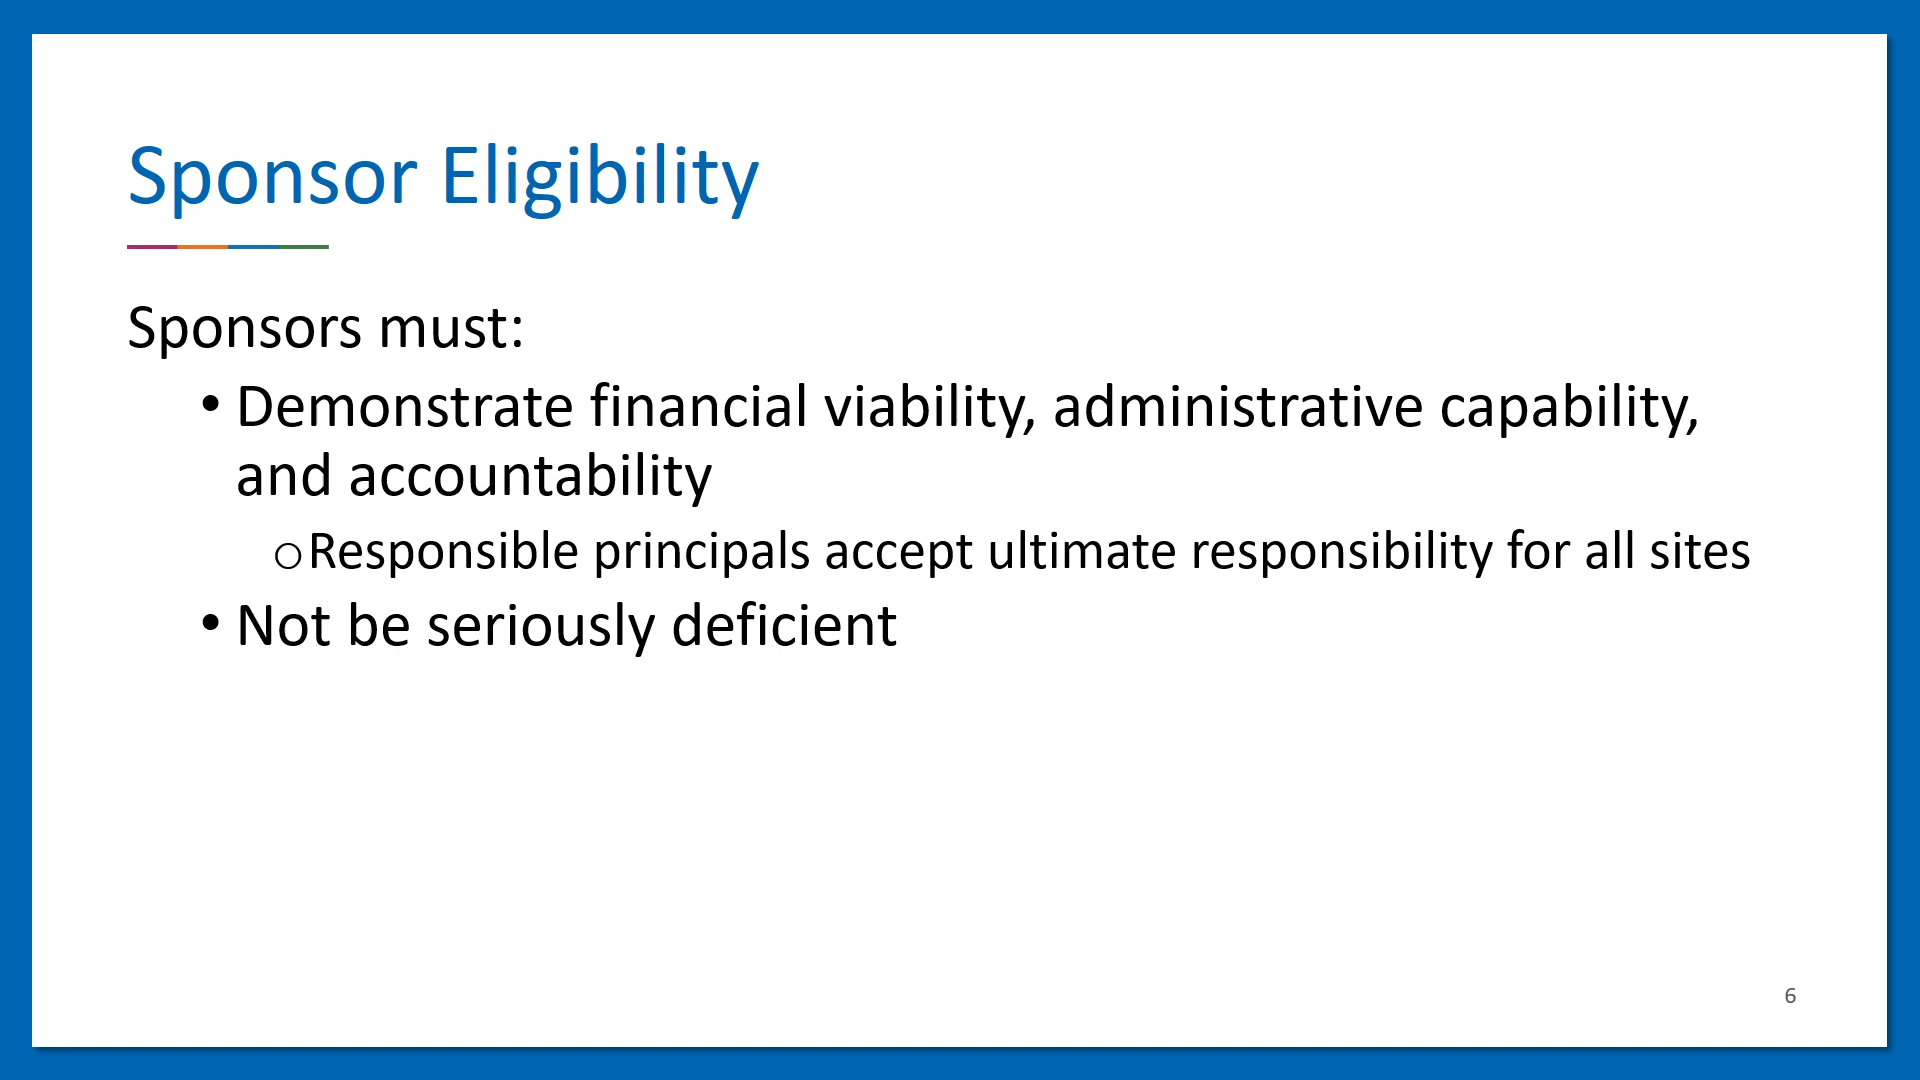 Sponsor Eligibility
Sponsors must:
• Demonstrate financial viability, administrative capability,
and accountability
o Responsible principals accept ultimate responsibility for all sites
• Not be seriously deficient
6